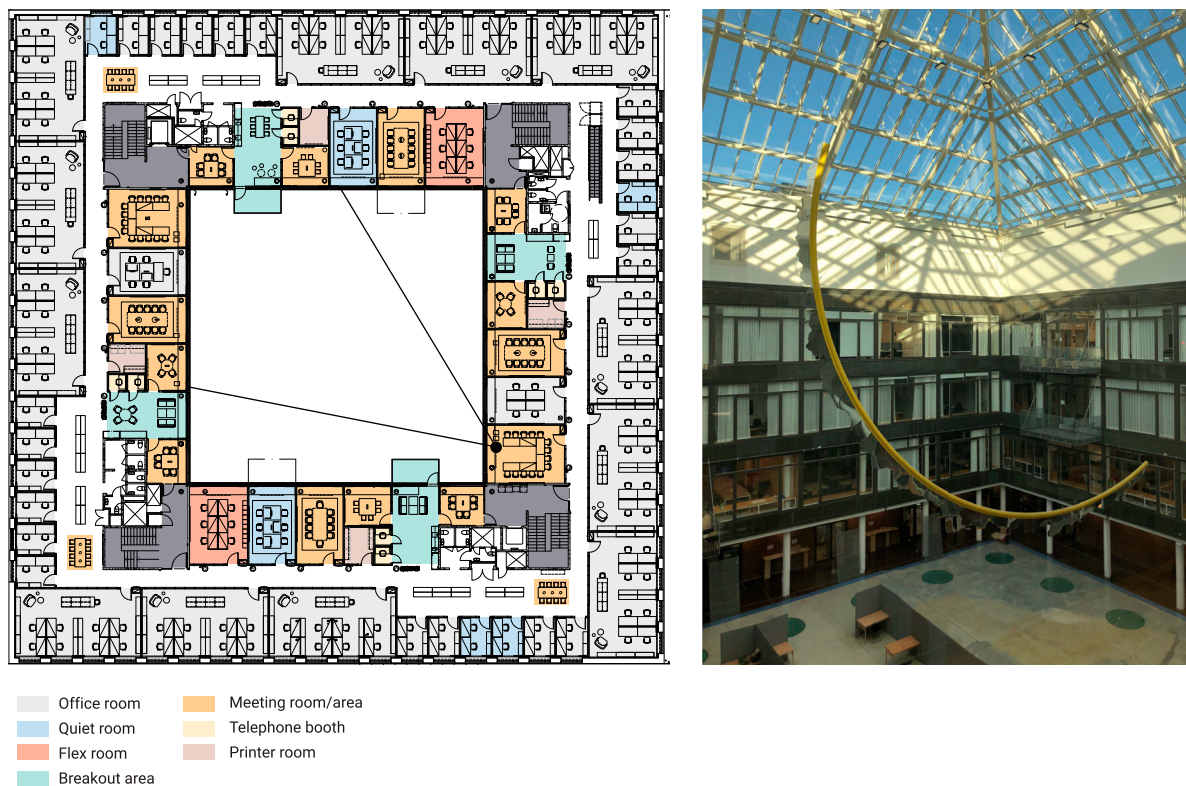 Office room
Quiet room
Flex room
Breakout area
Meeting room/area
Telephone booth
Printer room